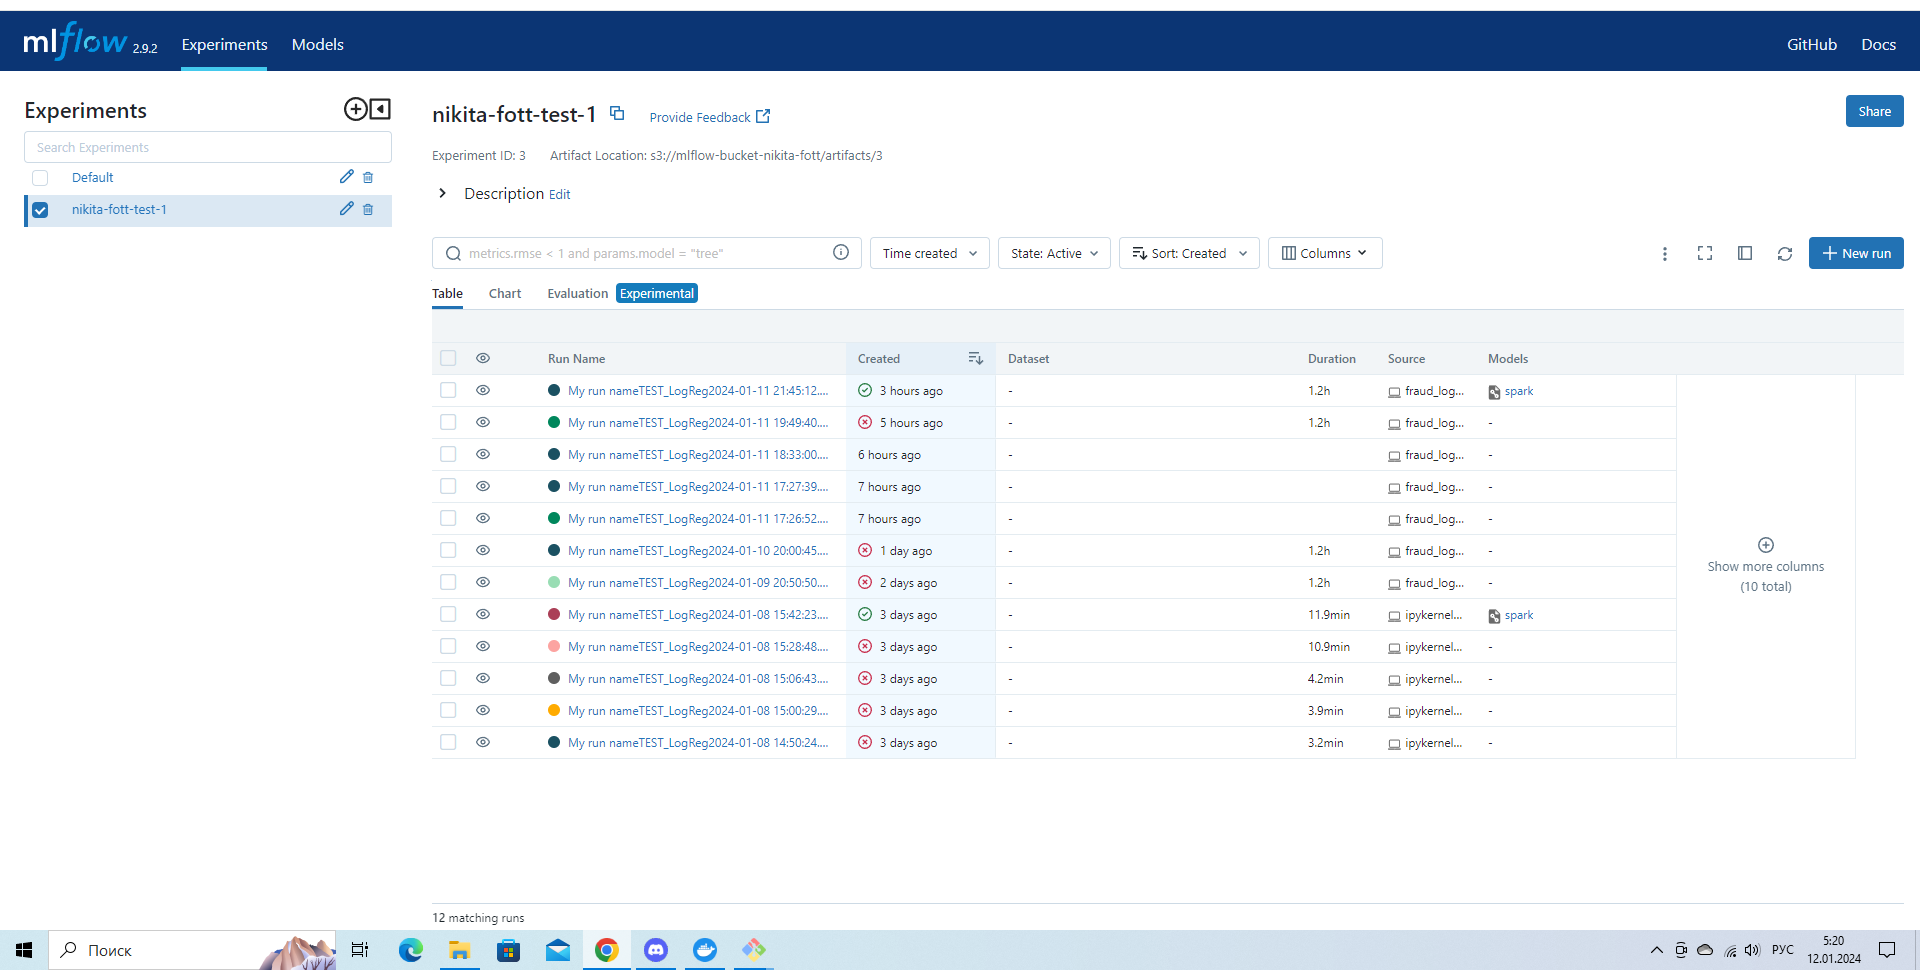 mlflow 2.9.2 Experiments Models GitHub Docs
Experiments
Search Experiments
Default
nikita-fott-test-1
nikita-fott-test-1 Provide Feedback Share
Experiment ID: 3 Artifact Location: s3://mlflow-bucket-nikita-fott/artifacts/3
Description Edit
metrics.rmse < 1 and params.model = "tree" Time created State: Active Sort: Created Columns New run
Table Chart Evaluation Experimental
Run Name Created Dataset Duration Source Models
My run nameTEST_LogReg2024-01-11 21:45:12.... 3 hours ago - 1.2h fraud_log... spark
My run nameTEST_LogReg2024-01-11 19:49:40.... 5 hours ago - 1.2h fraud_log... -
My run nameTEST_LogReg2024-01-11 18:33:00.... 6 hours ago - fraud_log... -
My run nameTEST_LogReg2024-01-11 17:27:39.... 7 hours ago - fraud_log... -
My run nameTEST_LogReg2024-01-11 17:26:52.... 7 hours ago - fraud_log... -
My run nameTEST_LogReg2024-01-10 20:00:45.... 1 day ago - 1.2h fraud_log... -
My run nameTEST_LogReg2024-01-09 20:50:50.... 2 days ago - 1.2h fraud_log... -
My run nameTEST_LogReg2024-01-08 15:42:23.... 3 days ago - 11.9min ipykernel... spark
My run nameTEST_LogReg2024-01-08 15:28:48.... 3 days ago - 10.9min ipykernel... -
My run nameTEST_LogReg2024-01-08 15:06:43.... 3 days ago - 4.2min ipykernel... -
My run nameTEST_LogReg2024-01-08 15:00:29.... 3 days ago - 3.9min ipykernel... -
My run nameTEST_LogReg2024-01-08 14:50:24.... 3 days ago - 3.2min ipykernel... -
Show more columns
(10 total)
12 matching runs
Поиск РУС 5:20
12.01.2024